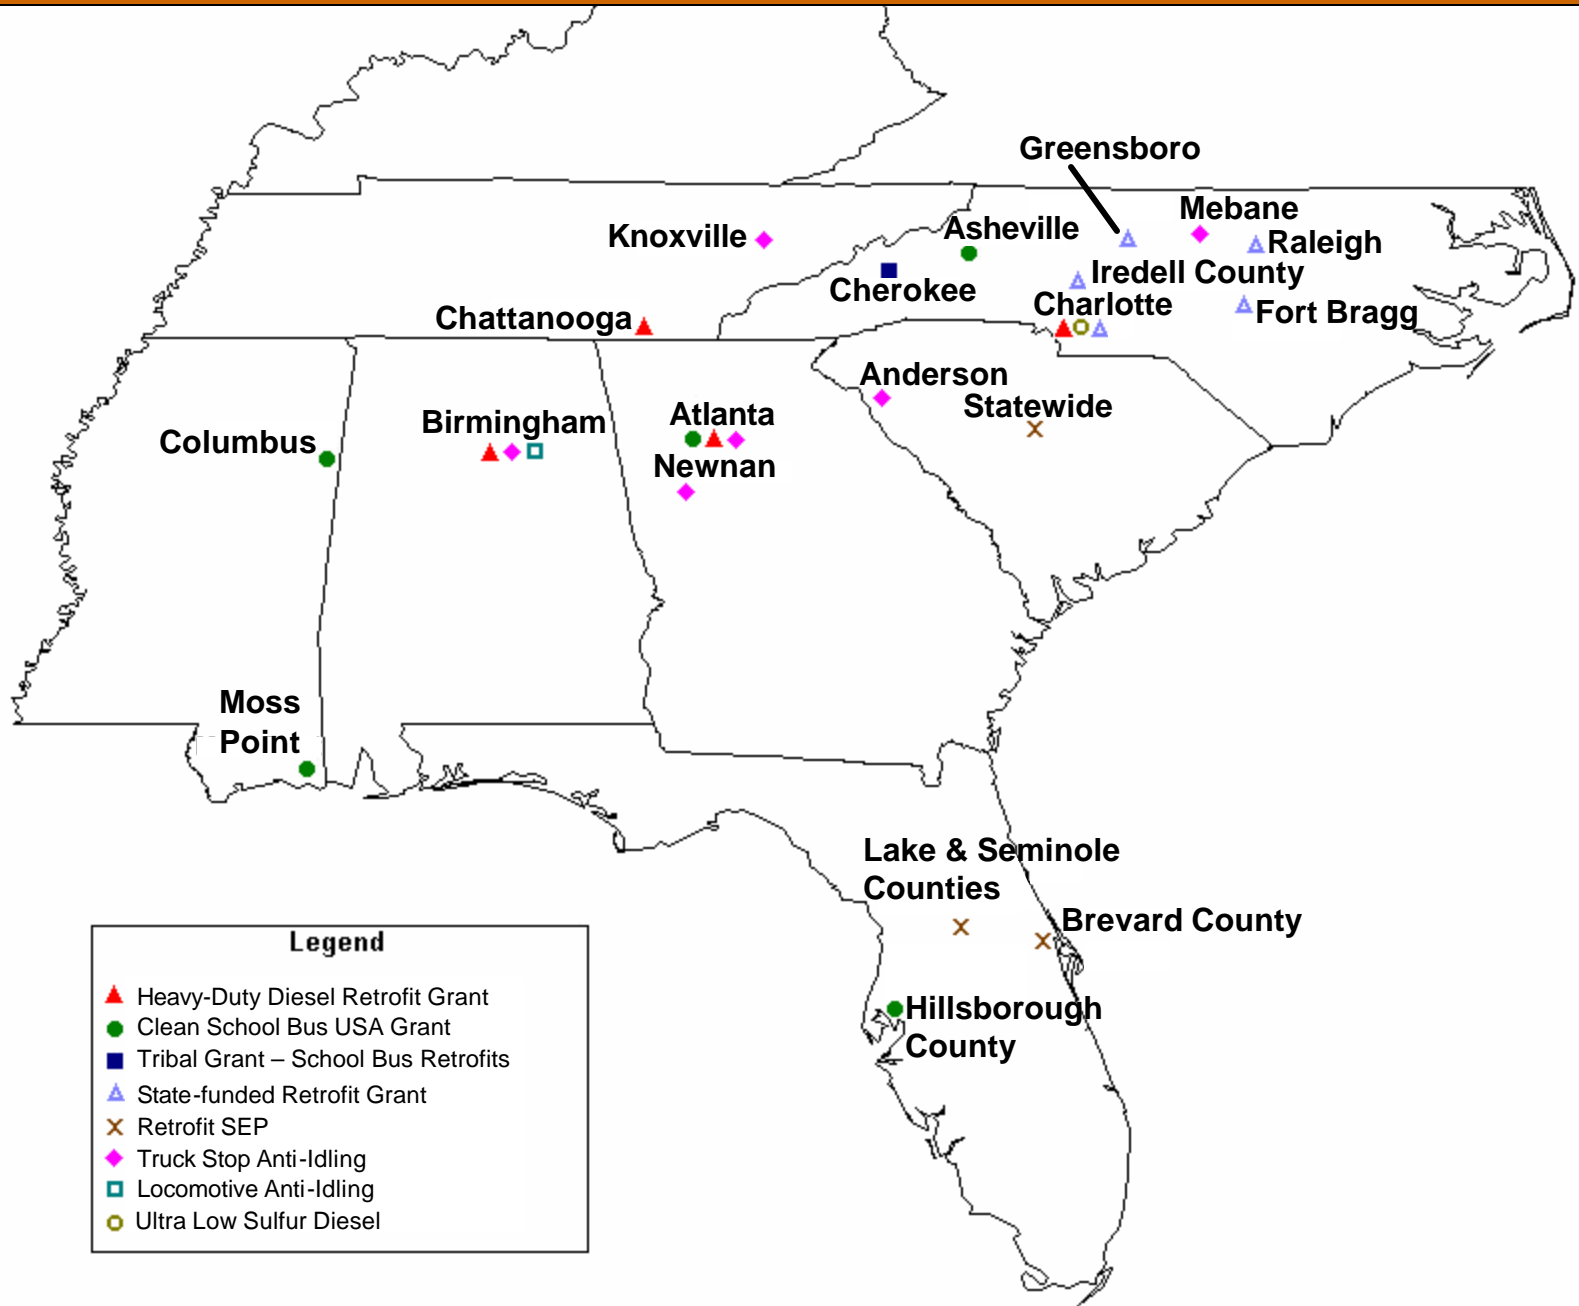 Greensboro
Mebane
Knoxville
Asheville
Raleigh
Iredell County
Cherokee
Charlotte
Fort Bragg
Chattanooga
Anderson
Statewide
Atlanta
Birmingham
Columbus
Newnan
Moss
Point
Lake & Seminole
Counties
Brevard County
Hillsborough
County
Legend
Heavy-Duty Diesel Retrofit Grant
Clean School Bus USA Grant
Tribal Grant – School Bus Retrofits
State-funded Retrofit Grant
Retrofit SEP
Truck Stop Anti-Idling
Locomotive Anti-Idling
Ultra Low Sulfur Diesel